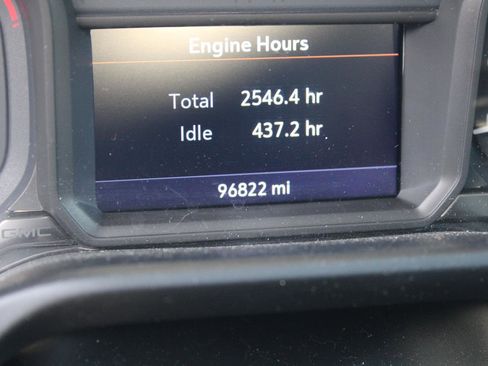 Engine Hours
Total 2546.4 hr
Idle 437.2 hr
96822 mi
GMC